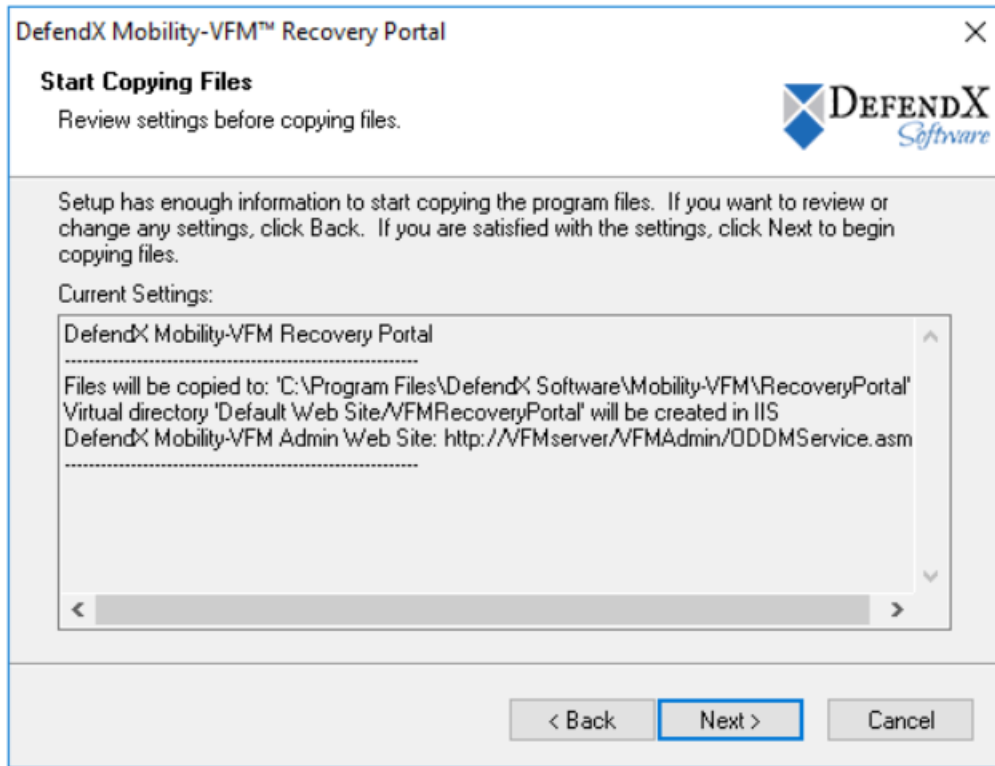 DefendX Mobility-VFM™ Recovery Portal
Start Copying Files
Review settings before copying files.
DEFENDX
Software
Setup has enough information to start copying the program files. If you want to review or
change any settings, click Back. If you are satisfied with the settings, click Next to begin
copying files.
Current Settings:
DefendX Mobility-VFM Recovery Portal
-----------------------------------------------------------
Files will be copied to: 'C:\Program Files\DefendX Software\Mobility-VFM\RecoveryPortal'
Virtual directory 'Default Web Site/VFMRecoveryPortal' will be created in IIS
DefendX Mobility-VFM Admin Web Site: http://VFMserver/VFMAdmin/ODDMService.asm
-----------------------------------------------------------
< Back
Next >
Cancel